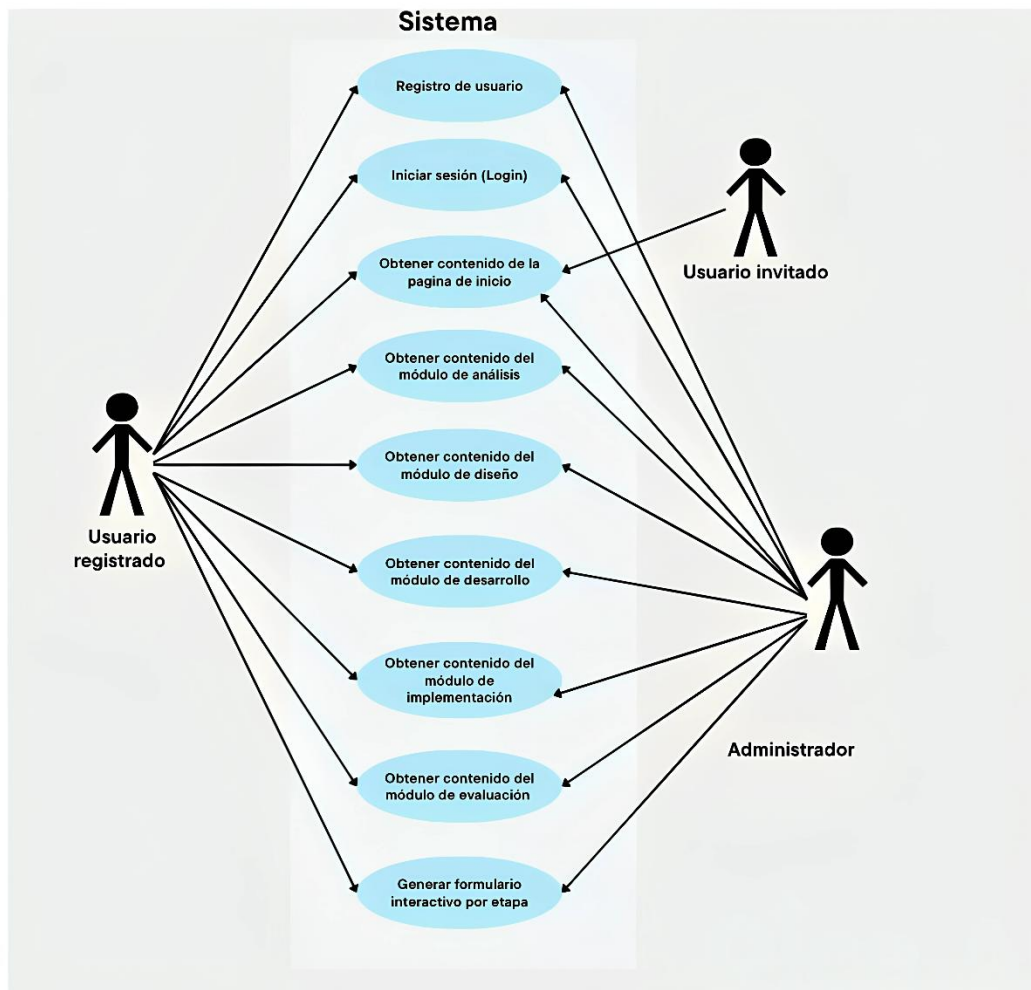 Sistema
Registro de usuario
Iniciar sesión (Login)
Obtener contenido de la
pagina de inicio
Usuario invitado
Obtener contenido del
módulo de análisis
Obtener contenido del
módulo de diseño
Usuario
registrado
Obtener contenido del
módulo de desarrollo
Obtener contenido del
módulo de
implementación
Administrador
Obtener contenido del
módulo de evaluación
Generar formulario
interactivo por etapa